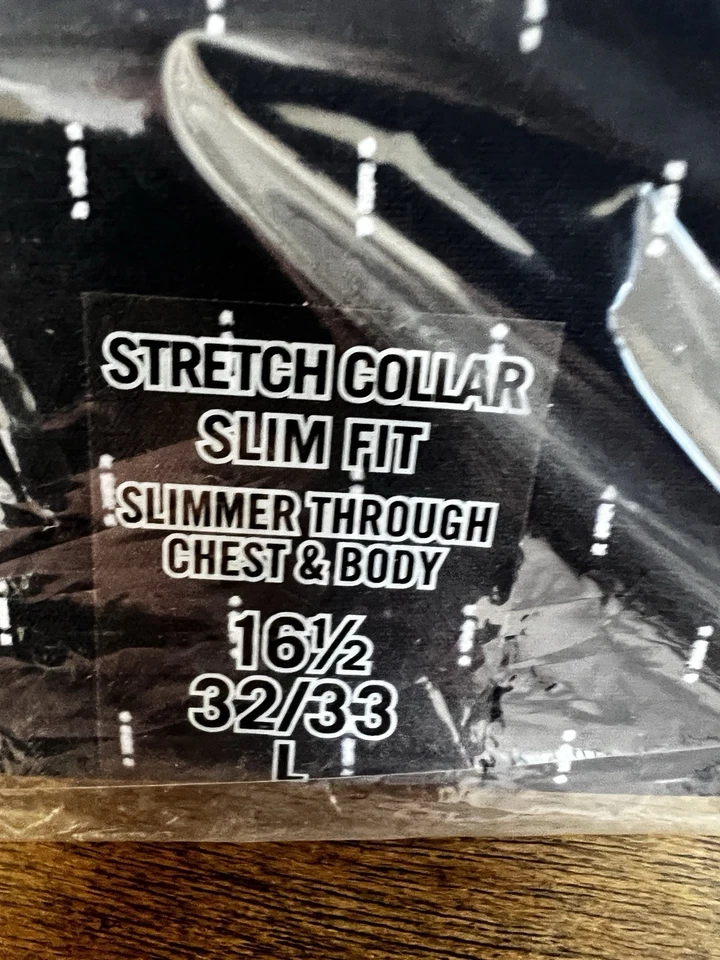 STRETCH COLLAR
SLIM FIT
SLIMMER THROUGH
CHEST & BODY
16½
32/33
L